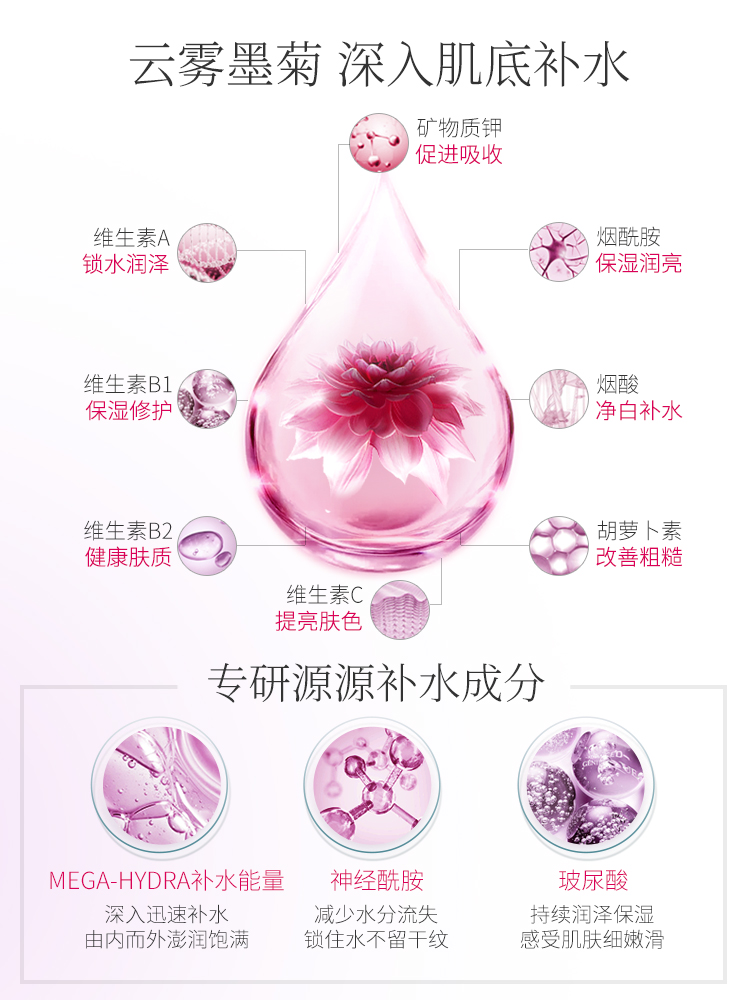 云雾墨菊 深入肌底补水
矿物质钾
促进吸收
维生素A
锁水润泽
烟酰胺
保湿润亮
维生素B1
保湿修护
烟酸
净白补水
维生素B2
健康肤质
胡萝卜素
改善粗糙
维生素C
提亮肤色
专研源源补水成分
MEGA-HYDRA补水能量
深入迅速补水
由内而外澎润饱满
神经酰胺
减少水分流失
锁住水不留干纹
玻尿酸
持续润泽保湿
感受肌肤细嫩滑